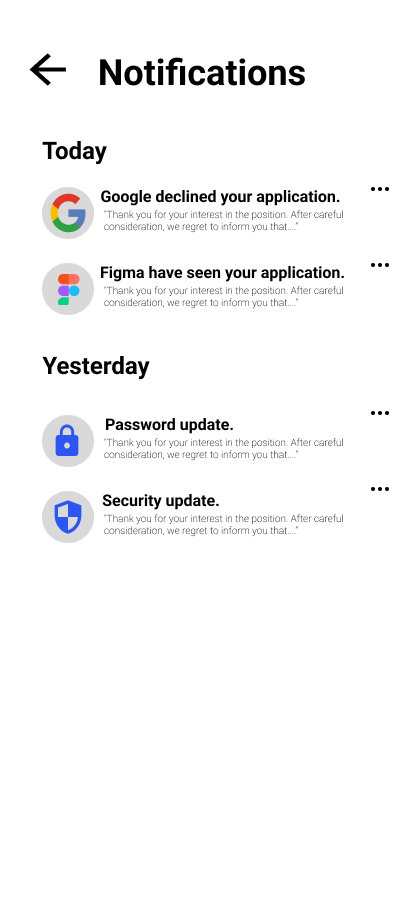 Notifications
Today
Google declined your application.
"Thank you for your interest in the position. After careful
consideration, we regret to inform you that...."
Figma have seen your application.
"Thank you for your interest in the position. After careful
consideration, we regret to inform you that...."
Yesterday
Password update.
"Thank you for your interest in the position. After careful
consideration, we regret to inform you that...."
Security update.
"Thank you for your interest in the position. After careful
consideration, we regret to inform you that...."